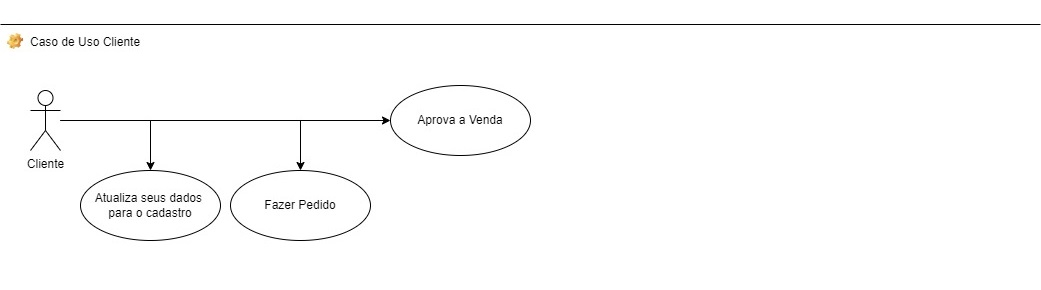 Caso de Uso Cliente
Aprova a Venda
Cliente
Atualiza seus dados
para o cadastro
Fazer Pedido